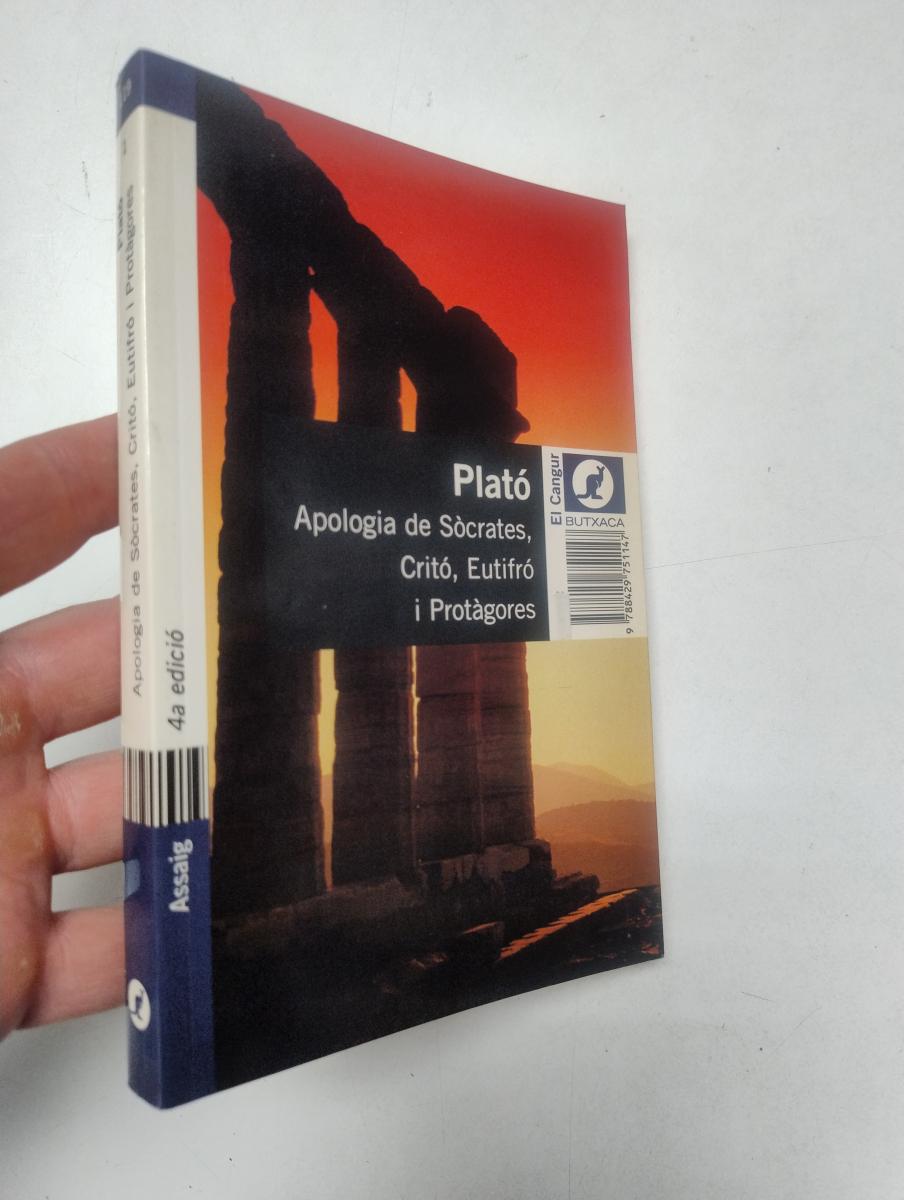 Plató
Apologia de Sòcrates, Critó, Eutifró i Protàgores
4a edició
Assaig
Plató
Apologia de Sòcrates,
Critó, Eutifró
i Protàgores
El Cangur
BUTXACA
9 788429 751147